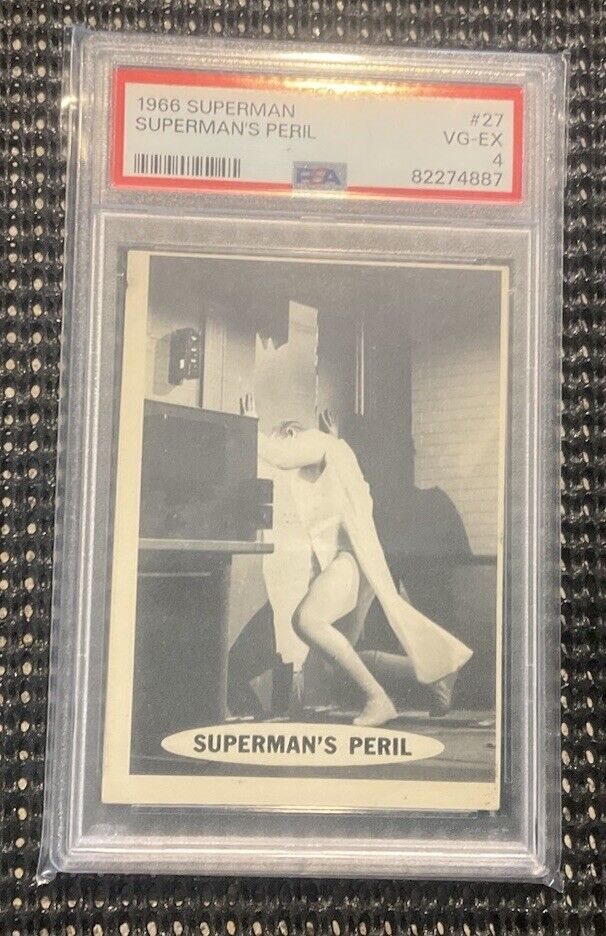 1966 SUPERMAN
SUPERMAN'S PERIL
#27
VG-EX
4
82274887
PSA
SUPERMAN'S PERIL